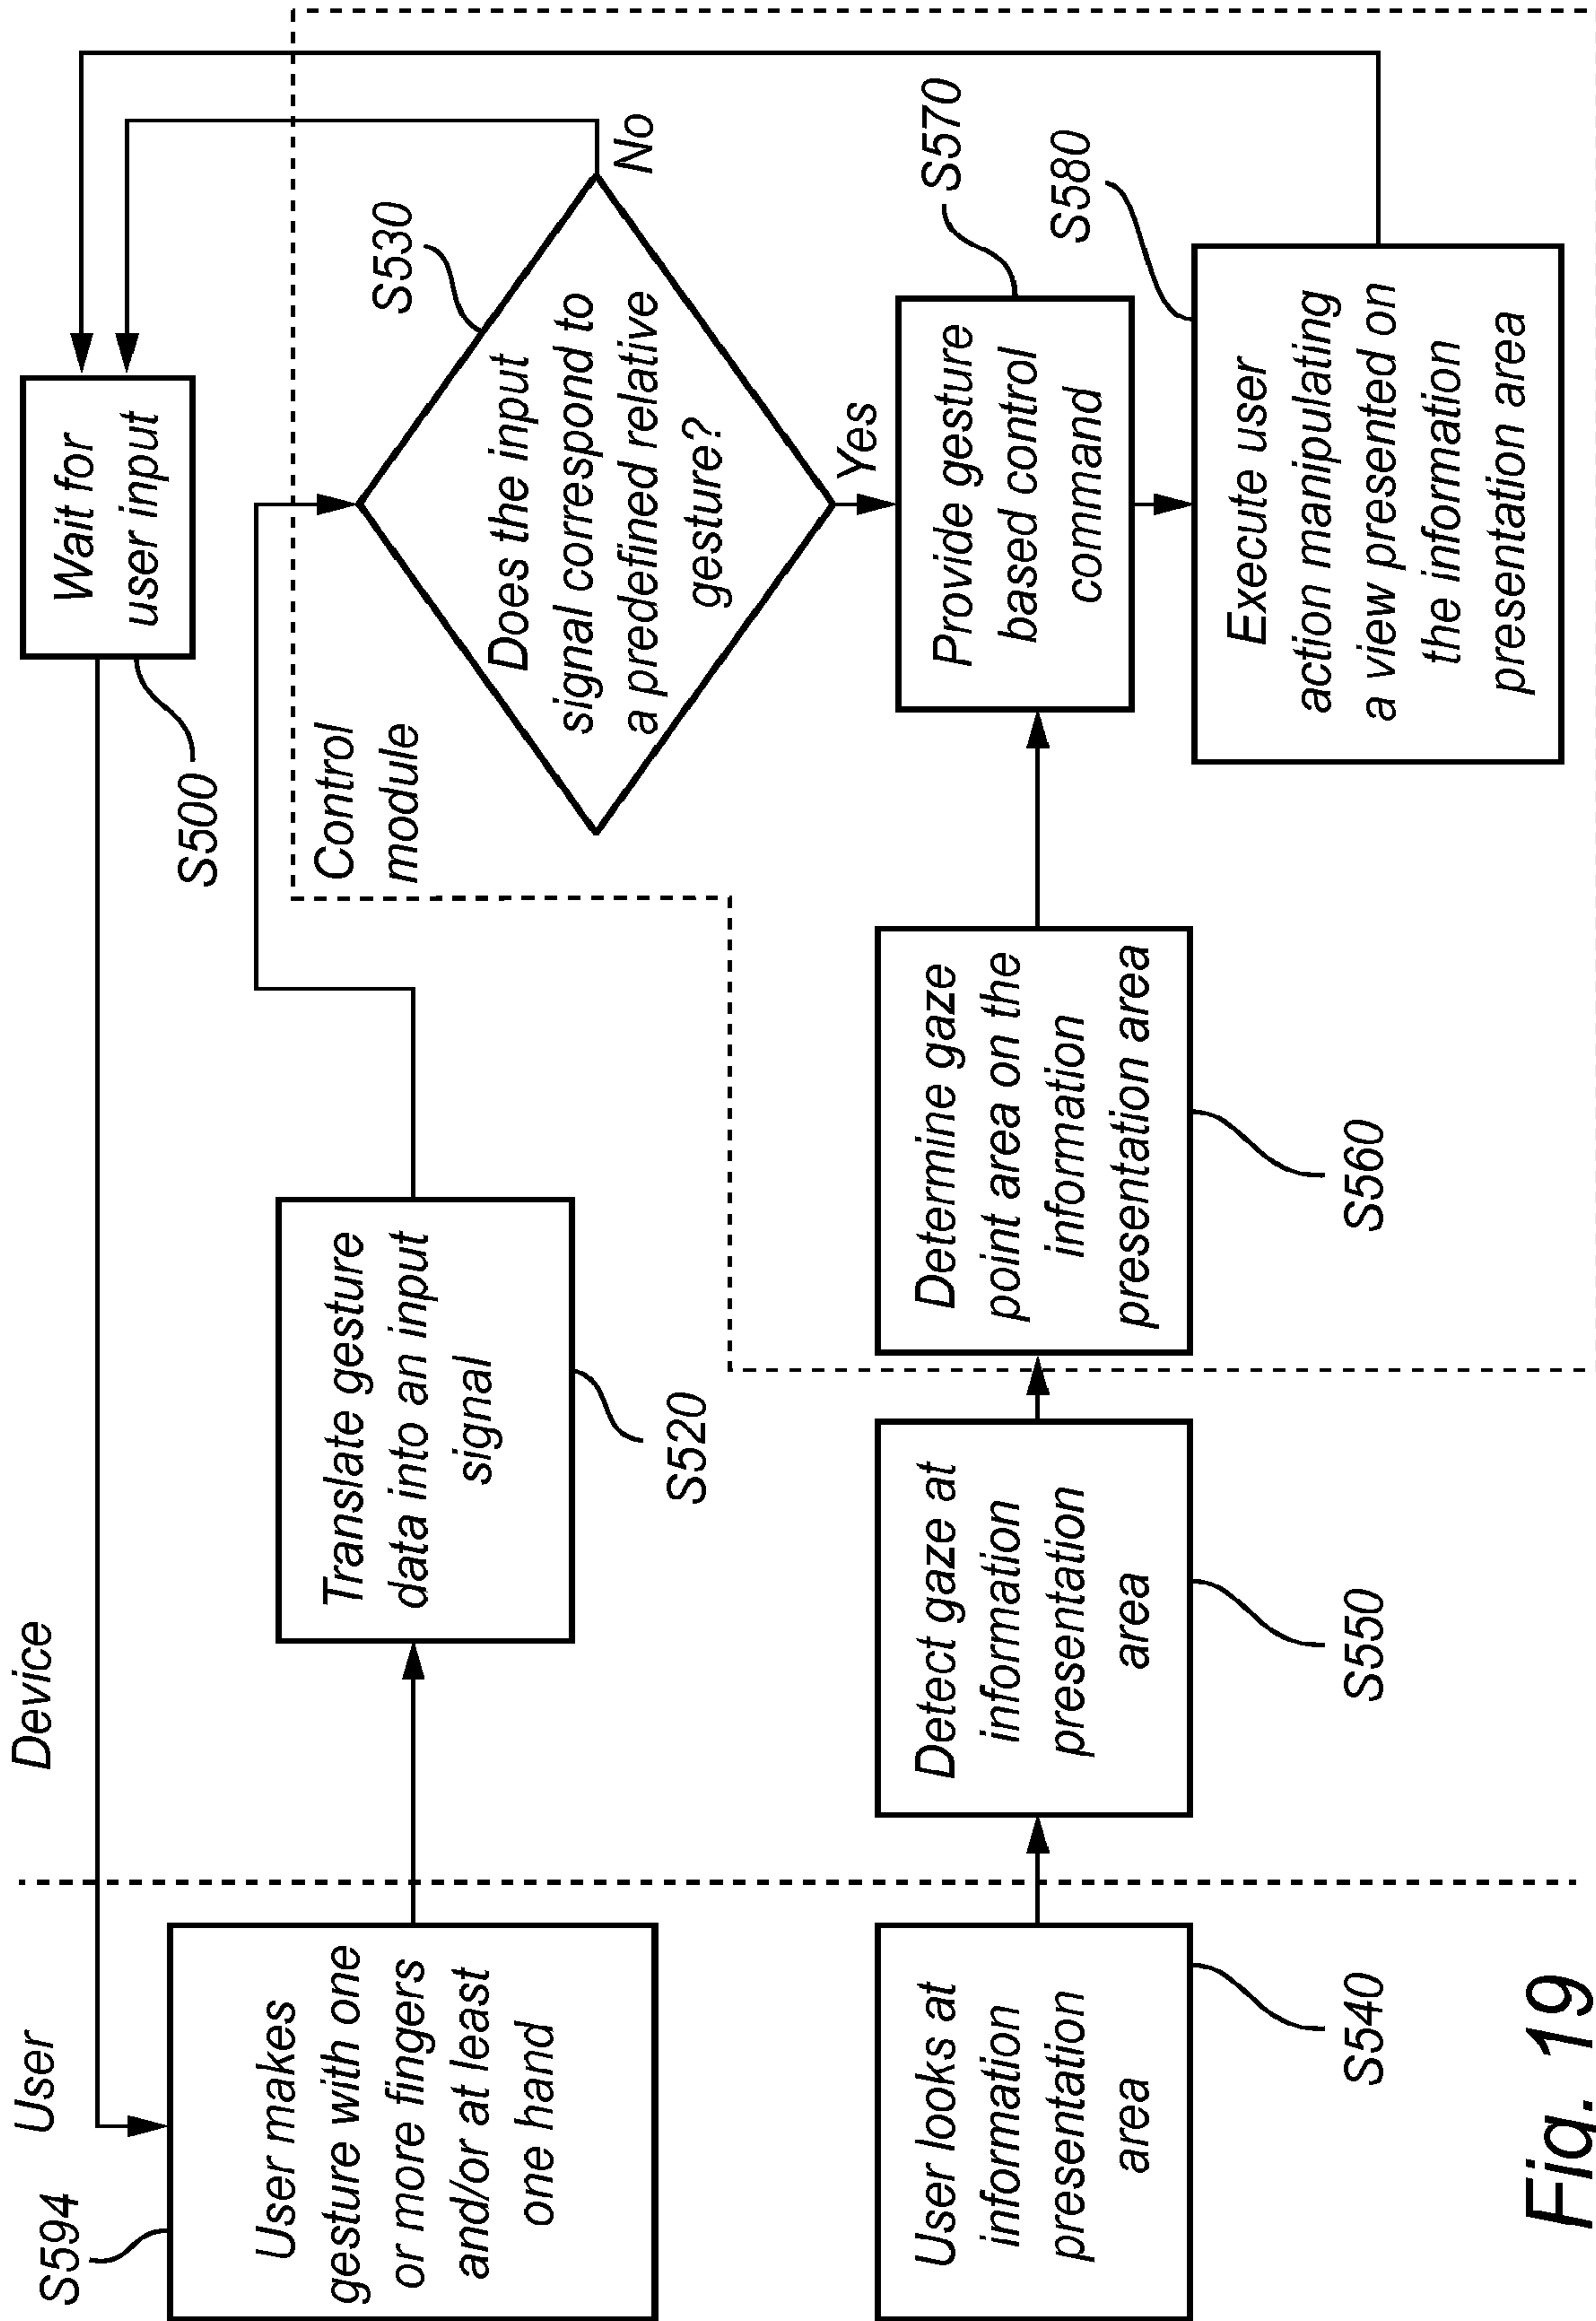 User
Device
S594
User makes
gesture with one
or more fingers
and/or at least
one hand
Translate gesture
data into an input
signal
S520
Wait for
user input
S500
Control
module
Does the input
signal correspond to
a predefined relative
gesture?
S530
No
Yes
User looks at
information
presentation
area
S540
Detect gaze at
information
presentation
area
S550
Determine gaze
point area on the
information
presentation area
S560
Provide gesture
based control
command
S570
Execute user
action manipulating
a view presented on
the information
presentation area
S580
Fig. 19